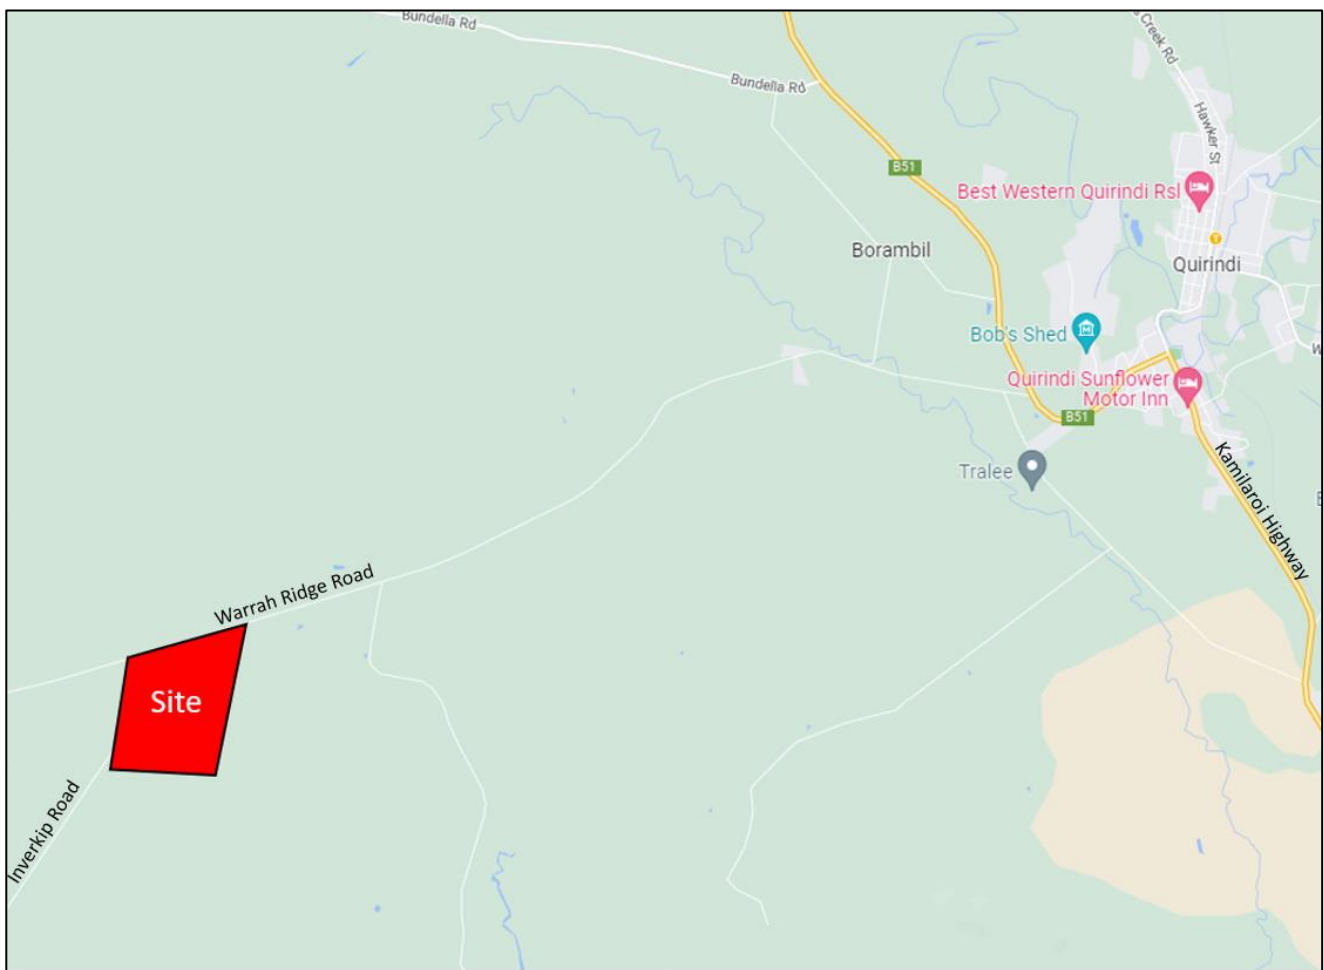 Bundella Rd
Creek Rd
Bundella Rd
Hawker St
B51
Best Western Quirindi Rsl
Borambil
Quirindi
Bob's Shed
Quirindi Sunflower
Motor Inn
B51
Tralee
Kamilaroi Highway
Warrah Ridge Road
Site
Inverkip Road